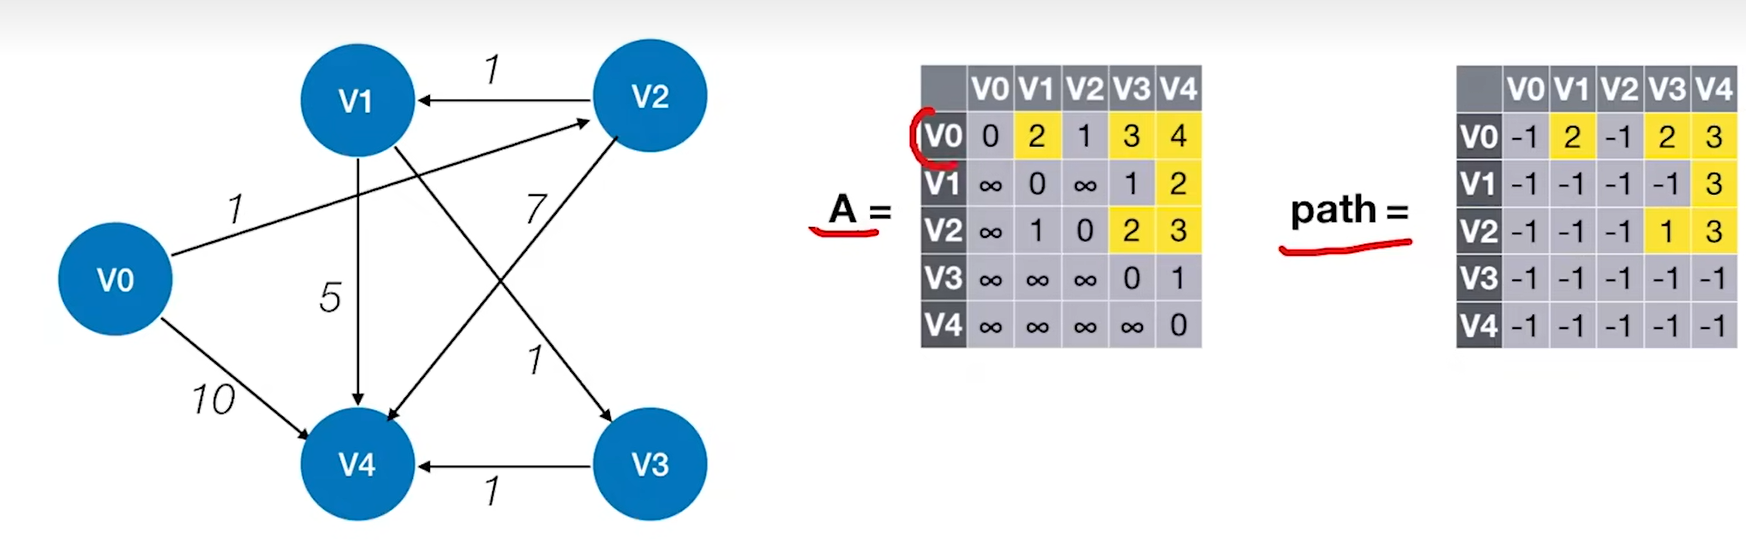 V1
1
V2
1
7
V0
5
1
10
V4
1
V3
A =
V0 V1 V2 V3 V4
V0 0 2 1 3 4
V1 ∞ 0 ∞ 1 2
V2 ∞ 1 0 2 3
V3 ∞ ∞ ∞ 0 1
V4 ∞ ∞ ∞ ∞ 0
path =
V0 V1 V2 V3 V4
V0 -1 2 -1 2 3
V1 -1 -1 -1 -1 3
V2 -1 -1 -1 1 3
V3 -1 -1 -1 -1 -1
V4 -1 -1 -1 -1 -1